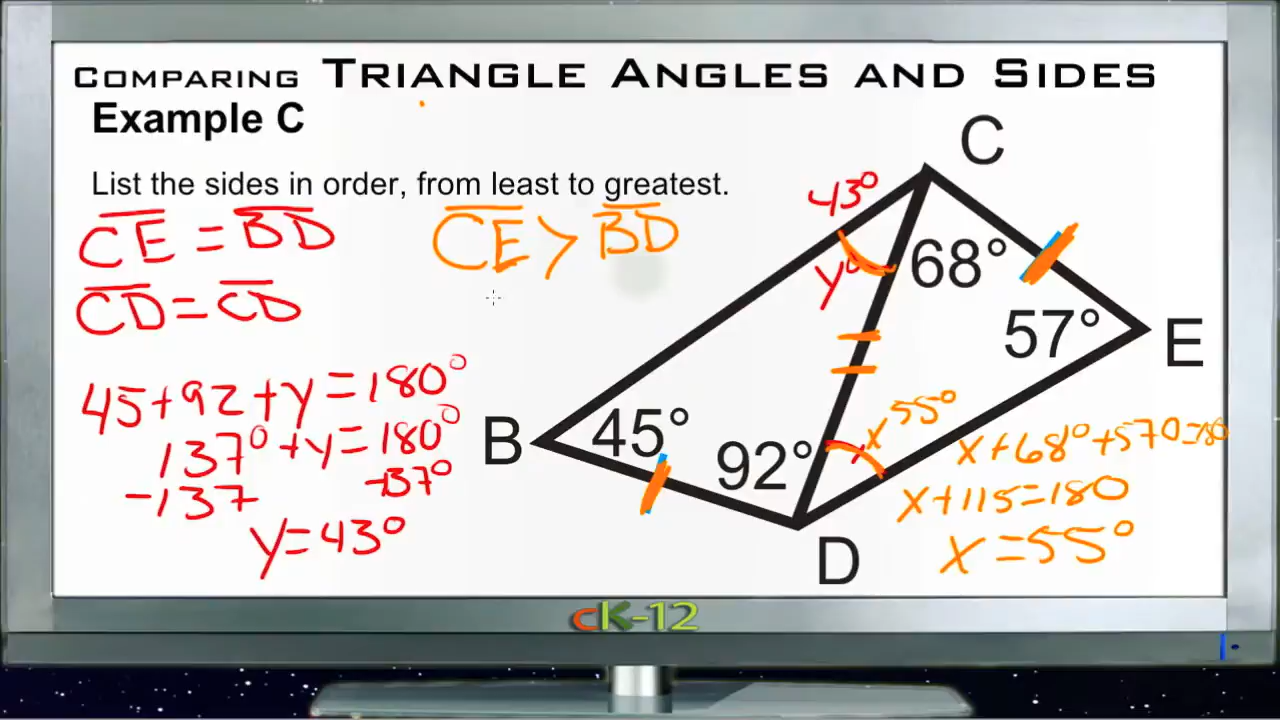 COMPARING TRIANGLE ANGLES AND SIDES
Example C
List the sides in order, from least to greatest.
CE = BD
CE > BD
CD = CD
45 + 92 + y = 180°
137° + y = 180°
-137 -137°
y = 43°
C
43°
y°
68°
57°
E
B
45°
92°
x 55°
D
x + 68° + 570 = 180
x + 115 = 180
x = 55°
cK-12